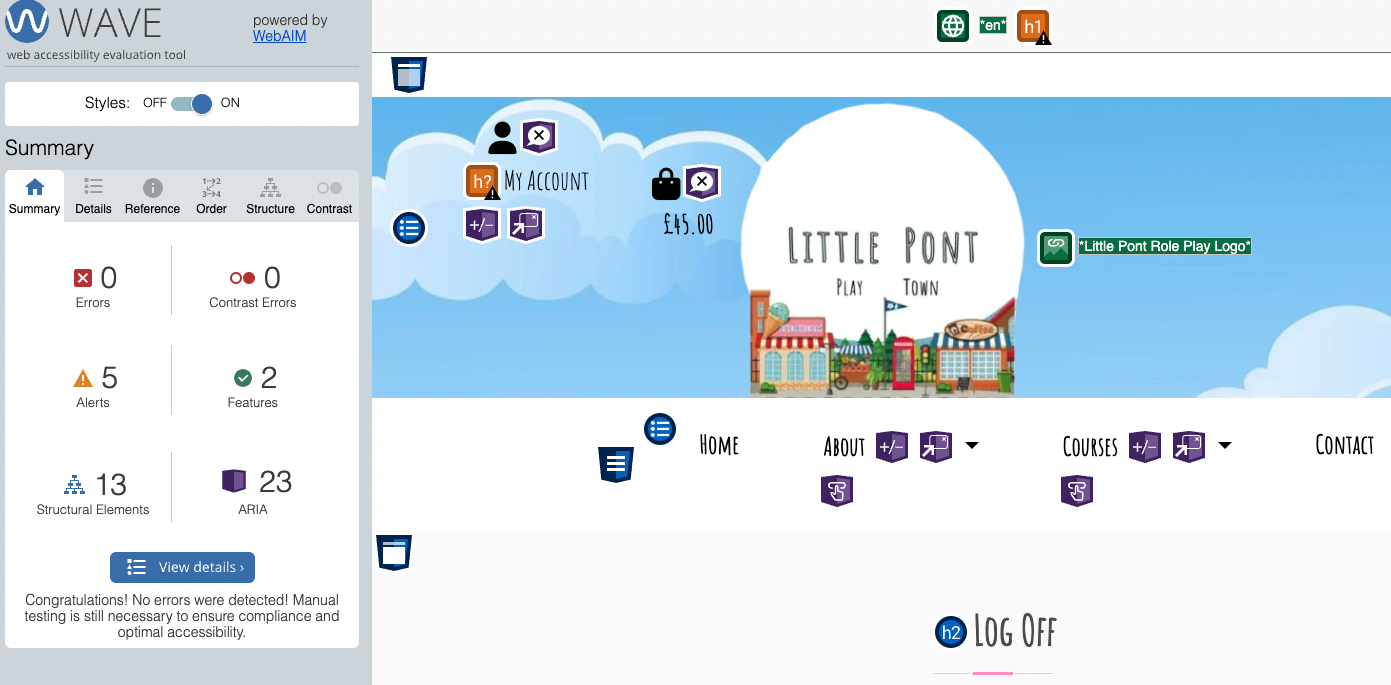 WAVE
powered by
WebAIM
web accessibility evaluation tool
Styles: OFF ON
Summary
Summary Details Reference Order Structure Contrast
0
Errors
0
Contrast Errors
5
Alerts
2
Features
13
Structural Elements
23
ARIA
View details ›
Congratulations! No errors were detected! Manual
testing is still necessary to ensure compliance and
optimal accessibility.
*en* h1
h? My Account
+/-
£45.00
Little Pont
Play Town
ICE CREAM
Coffee
*Little Pont Role Play Logo*
Home About +/- Courses +/- Contact
h2 Log Off